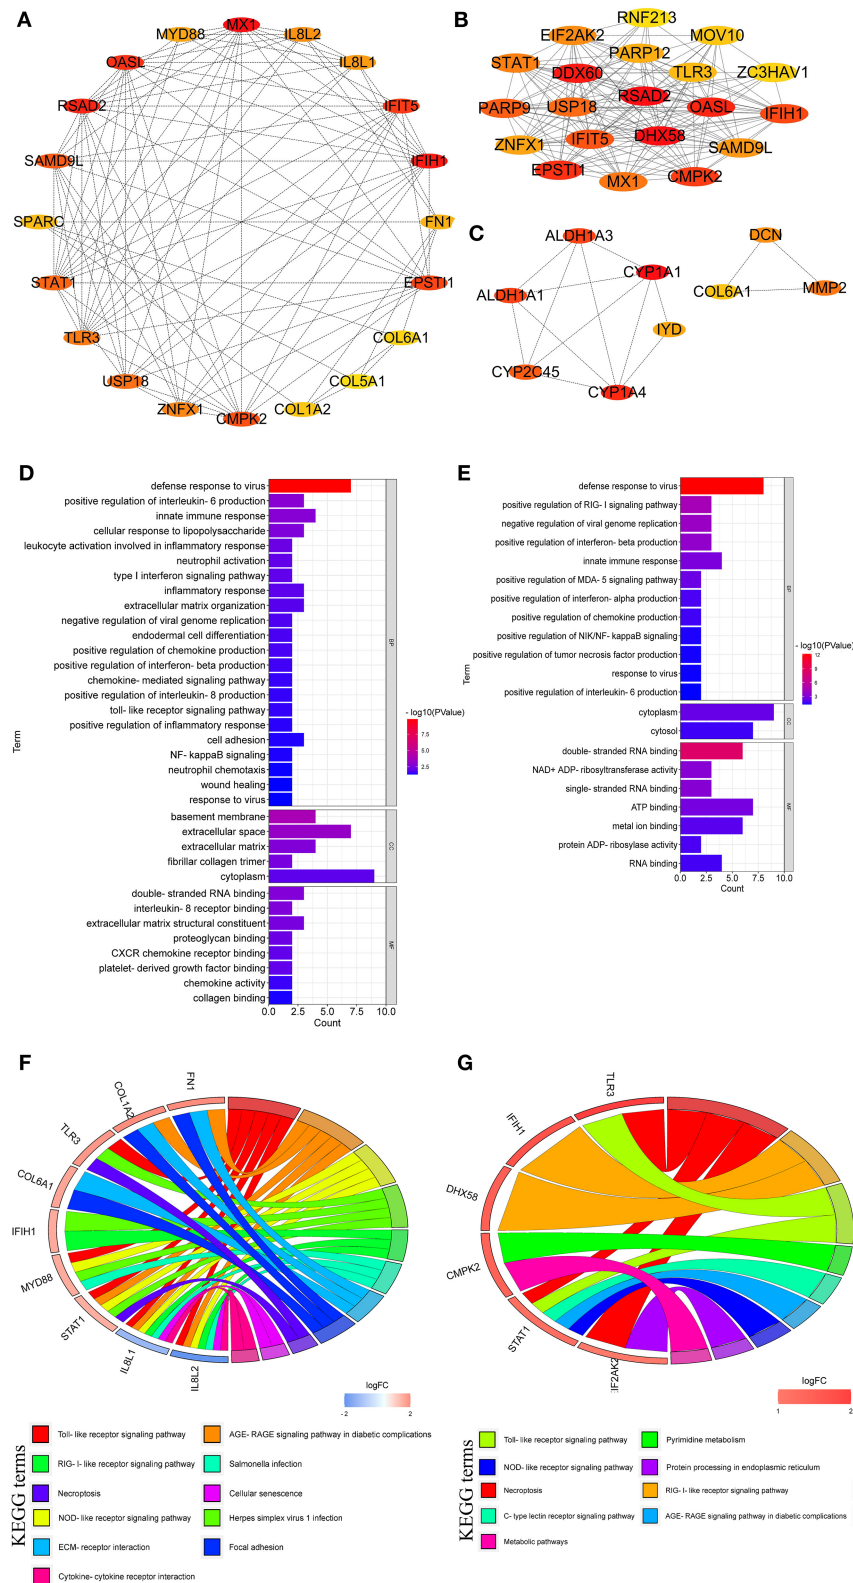 A
MX1
MYD88
IL8L2
OASL
IL8L1
RSAD2
IFIT5
SAMD9L
IFIH1
SPARC
FN1
STAT1
EPSTI1
TLR3
COL6A1
USP18
COL5A1
ZNFX1
COL1A2
CMPK2
B
RNF213
EIF2AK2
MOV10
PARP12
STAT1
TLR3
ZC3HAV1
DDX60
RSAD2
PARP9
USP18
OASL
IFIH1
ZNFX1
IFIT5
DHX58
SAMD9L
EPSTI1
MX1
CMPK2
C
ALDH1A3
DCN
CYP1A1
ALDH1A1
COL6A1
MMP2
IYD
CYP2C45
CYP1A4
D
Term
defense response to virus
positive regulation of interleukin- 6 production
innate immune response
cellular response to lipopolysaccharide
leukocyte activation involved in inflammatory response
neutrophil activation
type I interferon signaling pathway
inflammatory response
extracellular matrix organization
negative regulation of viral genome replication
endodermal cell differentiation
positive regulation of chemokine production
positive regulation of interferon- beta production
chemokine- mediated signaling pathway
positive regulation of interleukin- 8 production
toll- like receptor signaling pathway
positive regulation of inflammatory response
cell adhesion
NF- kappaB signaling
neutrophil chemotaxis
wound healing
response to virus
BP
basement membrane
extracellular space
extracellular matrix
fibrillar collagen trimer
cytoplasm
CC
double- stranded RNA binding
interleukin- 8 receptor binding
extracellular matrix structural constituent
proteoglycan binding
CXCR chemokine receptor binding
platelet- derived growth factor binding
chemokine activity
collagen binding
MF
0.0 2.5 5.0 7.5 10.0
Count
- log10(PValue)
7.5
5.0
2.5
E
Term
defense response to virus
positive regulation of RIG- I signaling pathway
negative regulation of viral genome replication
positive regulation of interferon- beta production
innate immune response
positive regulation of MDA- 5 signaling pathway
positive regulation of interferon- alpha production
positive regulation of chemokine production
positive regulation of NIK/NF- kappaB signaling
positive regulation of tumor necrosis factor production
response to virus
positive regulation of interleukin- 6 production
BP
cytoplasm
cytosol
CC
double- stranded RNA binding
NAD+ ADP- ribosyltransferase activity
single- stranded RNA binding
ATP binding
metal ion binding
protein ADP- ribosylase activity
RNA binding
MF
0.0 2.5 5.0 7.5 10.0
Count
- log10(PValue)
12
9
6
3
F
FN1
COL1A2
TLR3
COL6A1
IFIH1
MYD88
STAT1
IL8L1
IL8L2
logFC
- 2 2
KEGG terms
Toll- like receptor signaling pathway
AGE- RAGE signaling pathway in diabetic complications
RIG- I- like receptor signaling pathway
Salmonella infection
Necroptosis
Cellular senescence
NOD- like receptor signaling pathway
Herpes simplex virus 1 infection
ECM- receptor interaction
Focal adhesion
Cytokine- cytokine receptor interaction
G
TLR3
IFIH1
DHX58
CMPK2
STAT1
EIF2AK2
logFC
1 2
KEGG terms
Toll- like receptor signaling pathway
Pyrimidine metabolism
NOD- like receptor signaling pathway
Protein processing in endoplasmic reticulum
Necroptosis
RIG- I- like receptor signaling pathway
C- type lectin receptor signaling pathway
AGE- RAGE signaling pathway in diabetic complications
Metabolic pathways